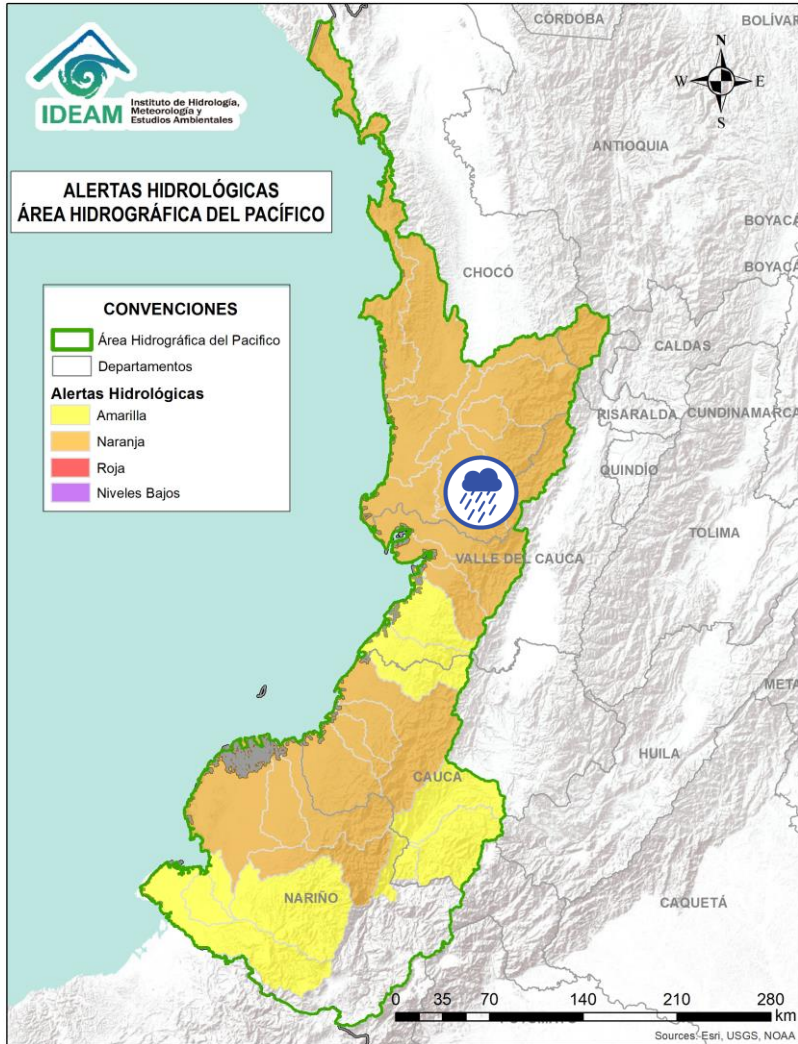 CÓRDOBA
BOLÍVAR
IDEAM
Instituto de Hidrología,
Meteorología y
Estudios Ambientales
N
W
E
S
ANTIOQUIA
ALERTAS HIDROLÓGICAS
ÁREA HIDROGRÁFICA DEL PACÍFICO
BOYACÁ
CHOCÓ
BOYACÁ
CONVENCIONES
Área Hidrográfica del Pacifico
Departamentos
Alertas Hidrológicas
Amarilla
Naranja
Roja
Niveles Bajos
CALDAS
RISARALDA
CUNDINAMARCA
QUINDÍO
TOLIMA
VALLE DEL CAUCA
META
HUILA
CAUCA
NARIÑO
CAQUETÁ
0 35 70 140 210 280
km
Sources: Esri, USGS, NOAA